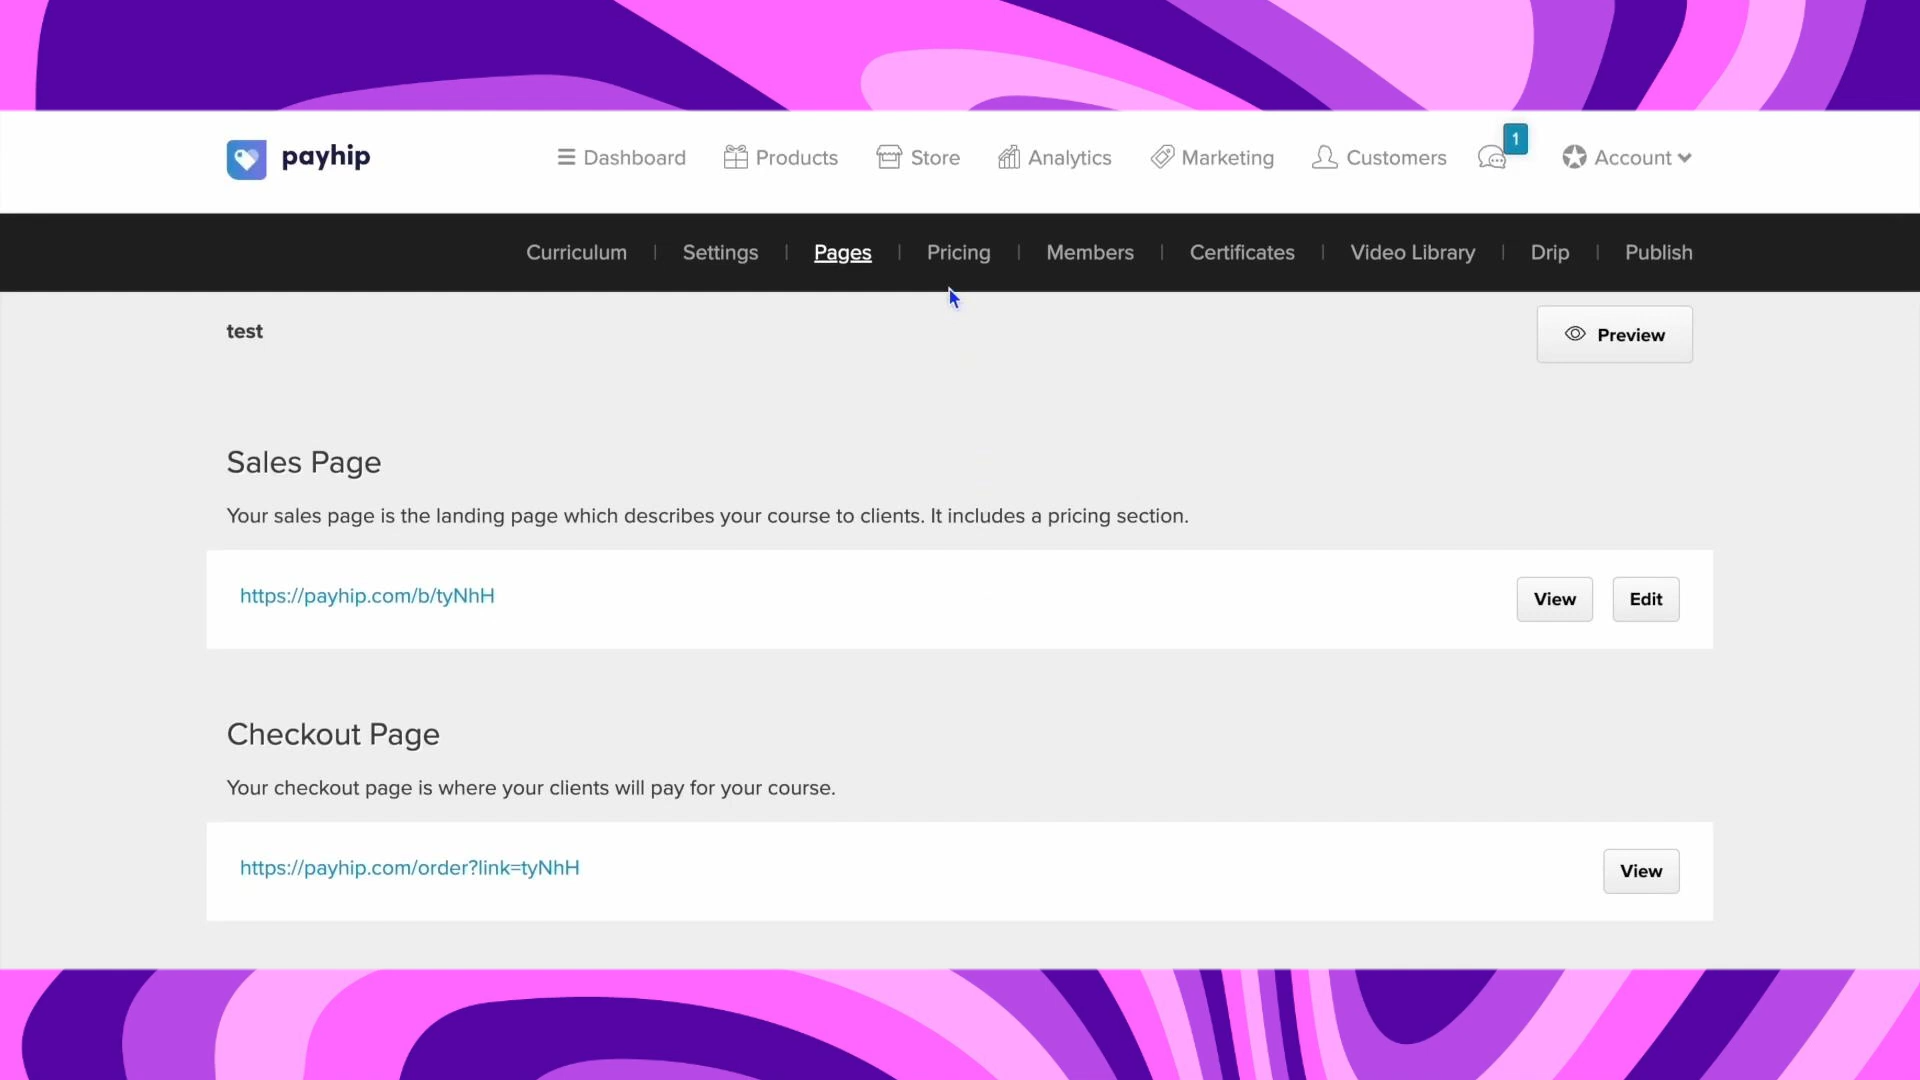 payhip
Dashboard
Products
Store
Analytics
Marketing
Customers
1
Account
Curriculum | Settings | Pages | Pricing | Members | Certificates | Video Library | Drip | Publish
test
Preview
Sales Page
Your sales page is the landing page which describes your course to clients. It includes a pricing section.
https://payhip.com/b/tyNhH
View
Edit
Checkout Page
Your checkout page is where your clients will pay for your course.
https://payhip.com/order?link=tyNhH
View